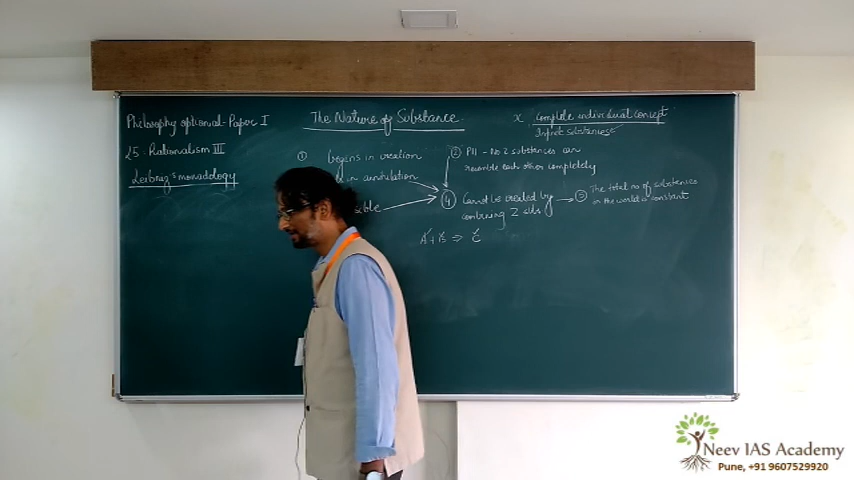 Philosophy optional-Paper I
L5-Rationalism III
Leibniz's monadology
The Nature of Substance
① begins in creation
in annhilation
sible
② PII - No 2 substances can
resemble each other completely
④ Cannot be created by
combining 2 subs
⑤ The total no of substances
in the world is constant
A + B ⇒ C
X Complete individual concept
Infinite substances
Neev IAS Academy
Pune, +91 9607529920